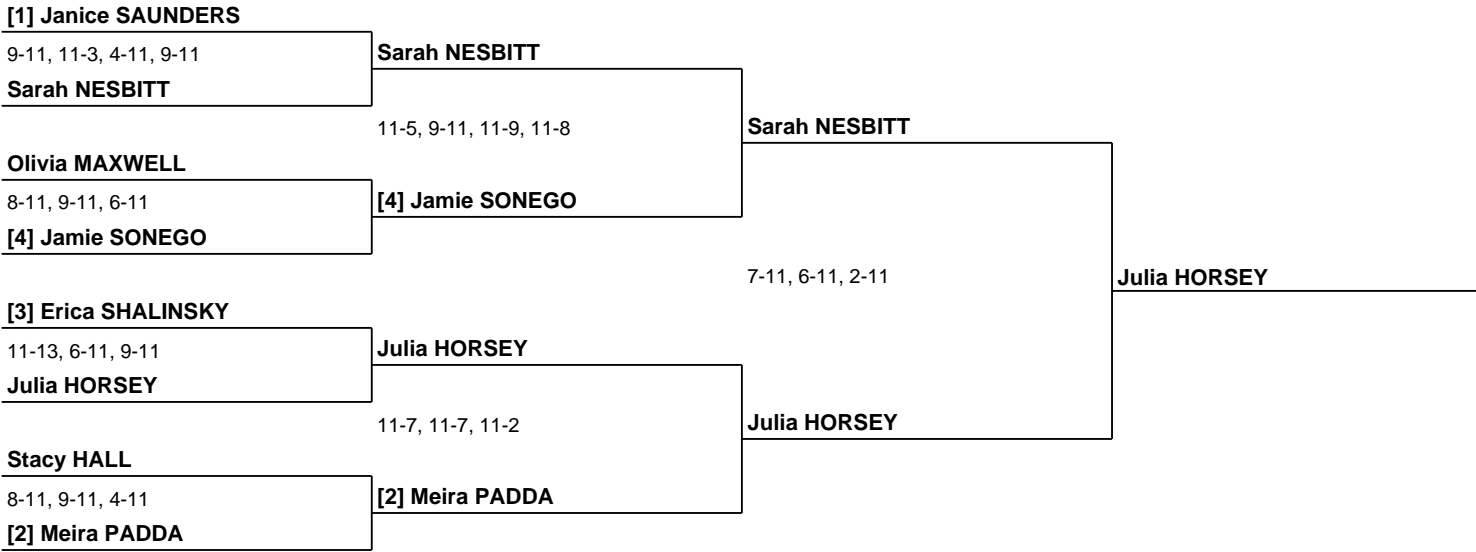 [1] Janice SAUNDERS
9-11, 11-3, 4-11, 9-11
Sarah NESBITT
Sarah NESBITT
11-5, 9-11, 11-9, 11-8
Sarah NESBITT
Olivia MAXWELL
8-11, 9-11, 6-11
[4] Jamie SONEGO
[4] Jamie SONEGO
7-11, 6-11, 2-11
Julia HORSEY
[3] Erica SHALINSKY
11-13, 6-11, 9-11
Julia HORSEY
Julia HORSEY
11-7, 11-7, 11-2
Julia HORSEY
Stacy HALL
8-11, 9-11, 4-11
[2] Meira PADDA
[2] Meira PADDA